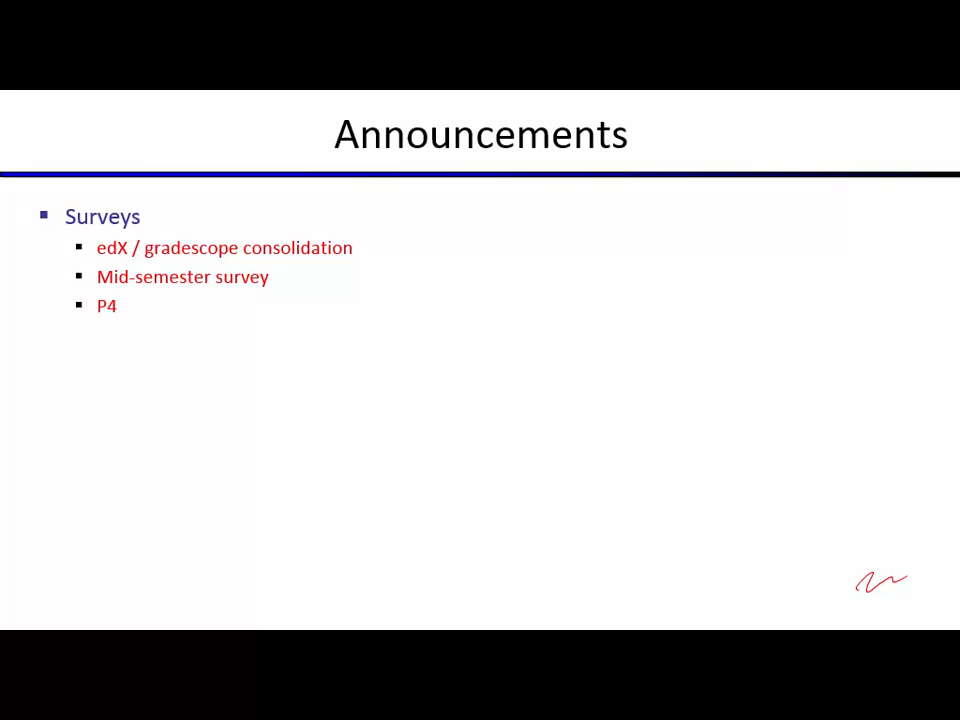 Announcements
Surveys
edX / gradescope consolidation
Mid-semester survey
P4